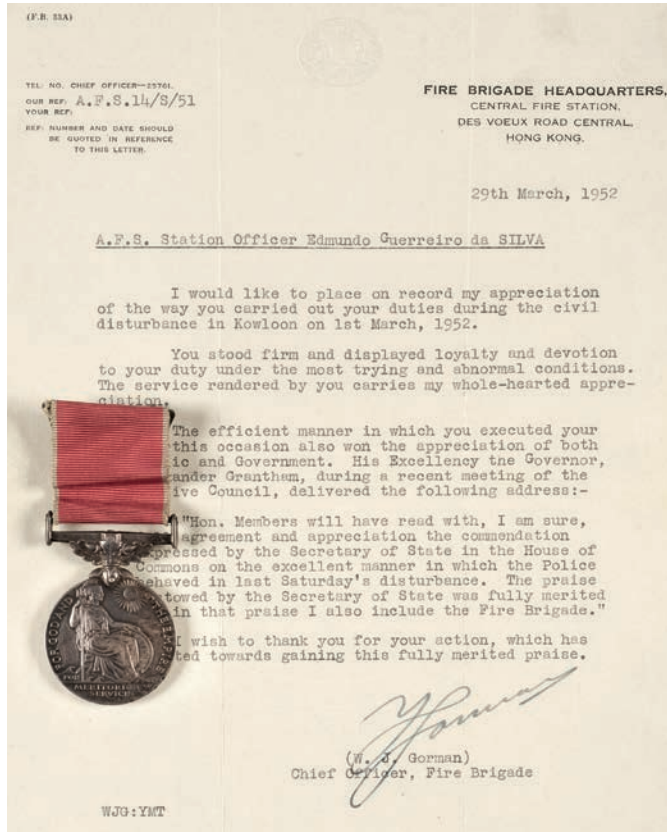 (F.B. 33A)
TEL: NO. CHIEF OFFICER—25761.
OUR REF: A.F.S.14/S/51
YOUR REF:
REF: NUMBER AND DATE SHOULD
BE QUOTED IN REFERENCE
TO THIS LETTER.
FIRE BRIGADE HEADQUARTERS,
CENTRAL FIRE STATION,
DES VOEUX ROAD CENTRAL,
HONG KONG.
29th March, 1952
A.F.S. Station Officer Edmundo Guerreiro da SILVA
I would like to place on record my appreciation
of the way you carried out your duties during the civil
disturbance in Kowloon on 1st March, 1952.
You stood firm and displayed loyalty and devotion
to your duty under the most trying and abnormal conditions.
The service rendered by you carries my whole-hearted appre-
ciation.
The efficient manner in which you executed your
this occasion also won the appreciation of both
ic and Government. His Excellency the Governor,
ander Grantham, during a recent meeting of the
ive Council, delivered the following address:-
"Hon. Members will have read with, I am sure,
agreement and appreciation the commendation
pressed by the Secretary of State in the House of
Commons on the excellent manner in which the Police
behaved in last Saturday's disturbance. The praise
towed by the Secretary of State was fully merited
in that praise I also include the Fire Brigade."
I wish to thank you for your action, which has
ted towards gaining this fully merited praise.
FOR GOD AND THE EMPIRE
FOR
MERITORIOUS
SERVICE
(W. J. Gorman)
Chief Officer, Fire Brigade
WJG:YMT